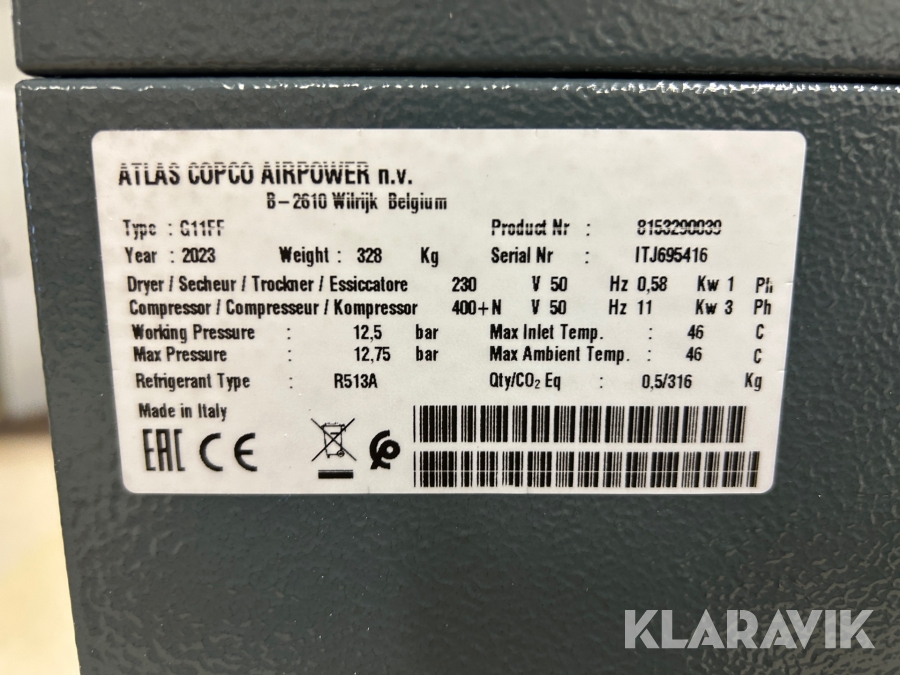 ATLAS COPCO AIRPOWER n.v.
B-2610 Wilrijk Belgium
Type : G11FF Product Nr : 8153290039
Year : 2023 Weight : 328 Kg Serial Nr : ITJ695416
Dryer / Secheur / Trockner / Essiccatore 230 V 50 Hz 0,58 Kw 1 Ph
Compressor / Compresseur / Kompressor 400+N V 50 Hz 11 Kw 3 Ph
Working Pressure : 12,5 bar Max Inlet Temp. : 46 C
Max Pressure : 12,75 bar Max Ambient Temp. : 46 C
Refrigerant Type : R513A Qty/CO₂ Eq : 0,5/316 Kg
Made in Italy
EAC CE
KLARAVIK